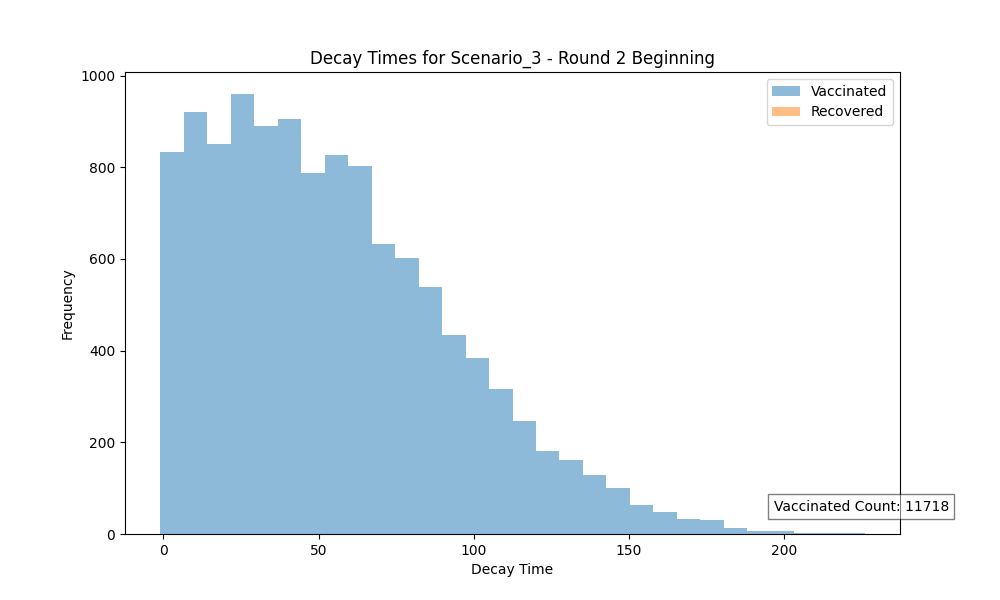 Decay Times for Scenario_3 - Round 2 Beginning
Vaccinated
Recovered
1000
800
600
400
200
0
Frequency
Vaccinated Count: 11718
0 50 100 150 200
Decay Time